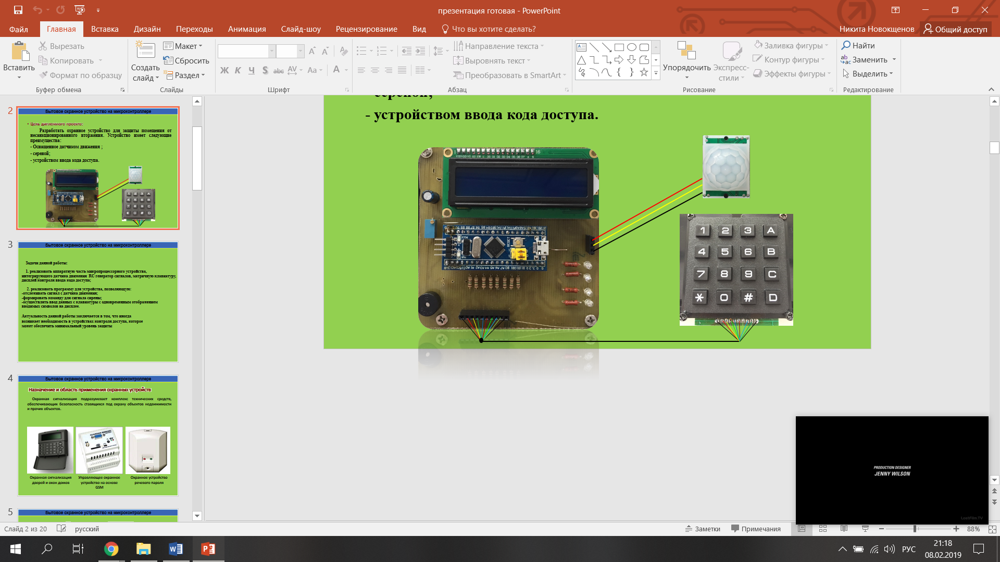 презентация готовая - PowerPoint
Файл
Главная
Вставка
Дизайн
Переходы
Анимация
Слайд-шоу
Рецензирование
Вид
Что вы хотите сделать?
Никита Новокщенов
Общий доступ
Вставить
Вырезать
Копировать
Формат по образцу
Буфер обмена
Создать
слайд
Макет
Сбросить
Раздел
Слайды
Ж К Ч S abc AV Aa А
Шрифт
Направление текста
Выровнять текст
Преобразовать в SmartArt
Абзац
Упорядочить
Экспресс-
стили
Заливка фигуры
Контур фигуры
Эффекты фигуры
Рисование
Найти
Заменить
Выделить
Редактирование
2
Бытовое охранное устройство на микроконтроллере
• Цель дипломного проекта:
Разработать охранное устройство для защиты помещения от
несанкционированного вторжения. Устройство имеет следующие
преимущества:
- Оснащенное датчиком движения ;
- сереной;
- устройством ввода кода доступа.
3
Бытовое охранное устройство на микроконтроллере
Задачи данной работы:
1. реализовать аппаратную часть микропроцессорного устройства,
интегрирующего датчика движения RC генератор сигналов, матричную клавиатуру,
дисплей контроля ввода кода доступа;
2. реализовать программу для устройства, позволяющую:
-отслеживать сигнал с датчика движения;
-формировать команду для сигнала сирены;
-осуществлять ввод данных с клавиатуры с одновременным отображением
вводимых символов на дисплее.
Актуальность данной работы заключается в том, что иногда
возникает необходимость в устройствах контроля доступа, которое
может обеспечить минимальный уровень защиты
4
Бытовое охранное устройство на микроконтроллере
Назначение и область применения охранных устройств
Охранная сигнализация подразумевает комплекс технических средств,
обеспечивающих безопасность ставящихся под охрану объектов недвижимости
и прочих объектов.
Охранная сигнализация
дверей и окон домов
Управляющее охранное
устройство на основе
GSM
Охранное устройство
речевого пароля
5
Бытовое охранное устройство на микроконтроллере
сереной;
- устройством ввода кода доступа.
1 16
RESET
1 2 3 A
4 5 6 B
7 8 9 C
* 0 # D
PRODUCTION DESIGNER
JENNY WILSON
LostFilm.TV
Слайд 2 из 20
русский
Заметки
Примечания
88%
РУС
21:18
08.02.2019